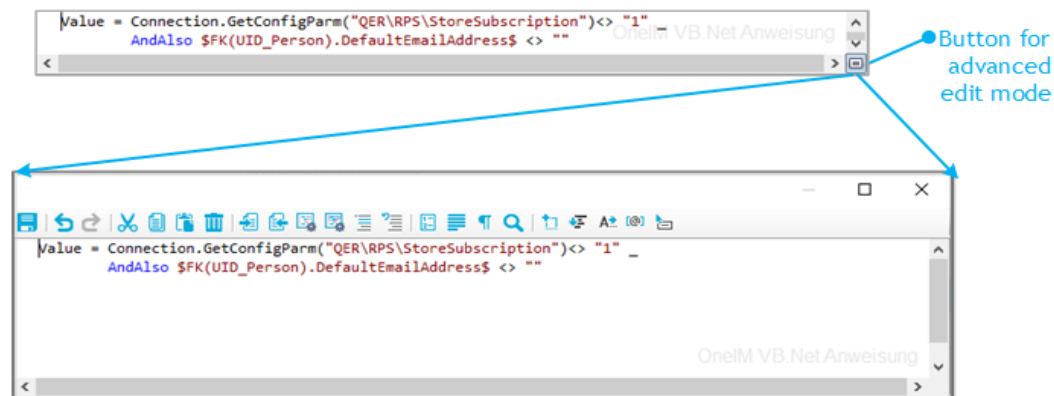 Value = Connection.GetConfigParm("QER\RPS\StoreSubscription")<> "1" _
OneIM VB.Net Anweisung
AndAlso $FK(UID_Person).DefaultEmailAddress$ <> ""
Button for
advanced
edit mode
Value = Connection.GetConfigParm("QER\RPS\StoreSubscription")<> "1" _
AndAlso $FK(UID_Person).DefaultEmailAddress$ <> ""
OneIM VB.Net Anweisung